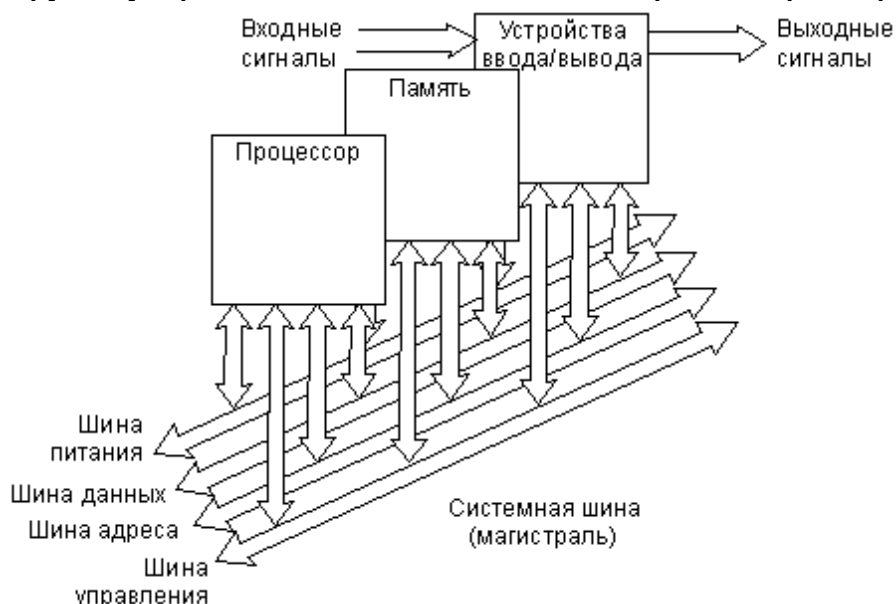 Входные
сигналы
Устройства
ввода/вывода
Выходные
сигналы
Память
Процессор
Шина
питания
Шина данных
Шина адреса
Шина
управления
Системная шина
(магистраль)